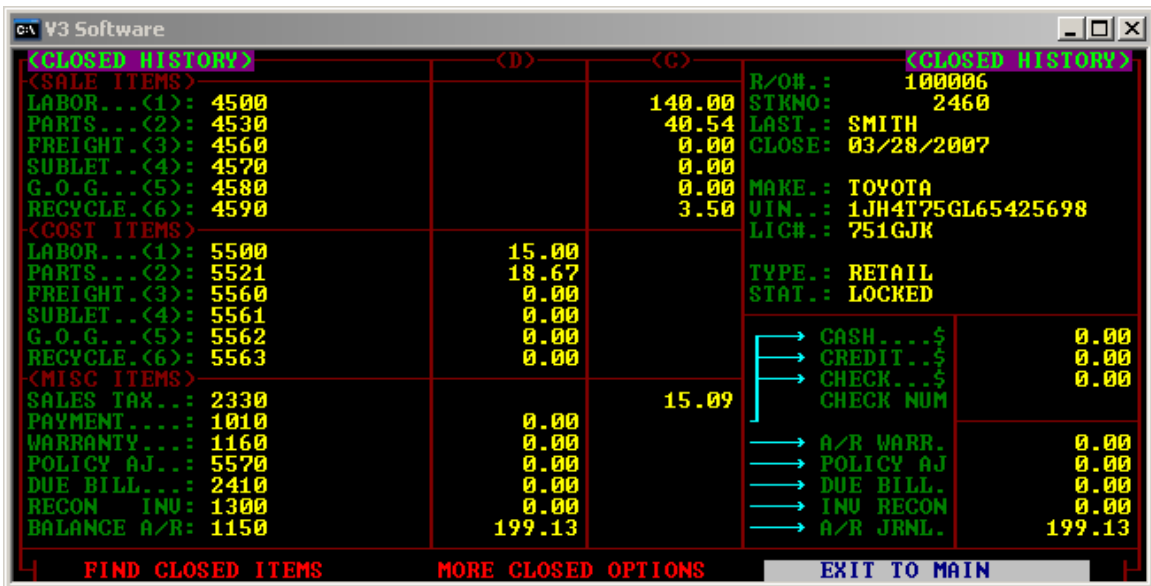 V3 Software
<CLOSED HISTORY> <D> <C> <CLOSED HISTORY>
<SALE ITEMS> R/O#.: 100006
LABOR...<1>: 4500 140.00 STKNO: 2460
PARTS...<2>: 4530 40.54 LAST.: SMITH
FREIGHT.<3>: 4560 0.00 CLOSE: 03/28/2007
SUBLET..<4>: 4570 0.00
G.O.G...<5>: 4580 0.00 MAKE.: TOYOTA
RECYCLE.<6>: 4590 3.50 VIN..: 1JH4T75GL65425698
<COST ITEMS> LIC#.: 751GJK
LABOR...<1>: 5500 15.00
PARTS...<2>: 5521 18.67 TYPE.: RETAIL
FREIGHT.<3>: 5560 0.00 STAT.: LOCKED
SUBLET..<4>: 5561 0.00
G.O.G...<5>: 5562 0.00 CASH....$ 0.00
RECYCLE.<6>: 5563 0.00 CREDIT..$ 0.00
<MISC ITEMS> CHECK...$ 0.00
SALES TAX..: 2330 15.09 CHECK NUM
PAYMENT....: 1010 0.00
WARRANTY...: 1160 0.00 A/R WARR. 0.00
POLICY AJ..: 5570 0.00 POLICY AJ 0.00
DUE BILL...: 2410 0.00 DUE BILL. 0.00
RECON INV: 1300 0.00 INV RECON 0.00
BALANCE A/R: 1150 199.13 A/R JRNL. 199.13
FIND CLOSED ITEMS MORE CLOSED OPTIONS EXIT TO MAIN